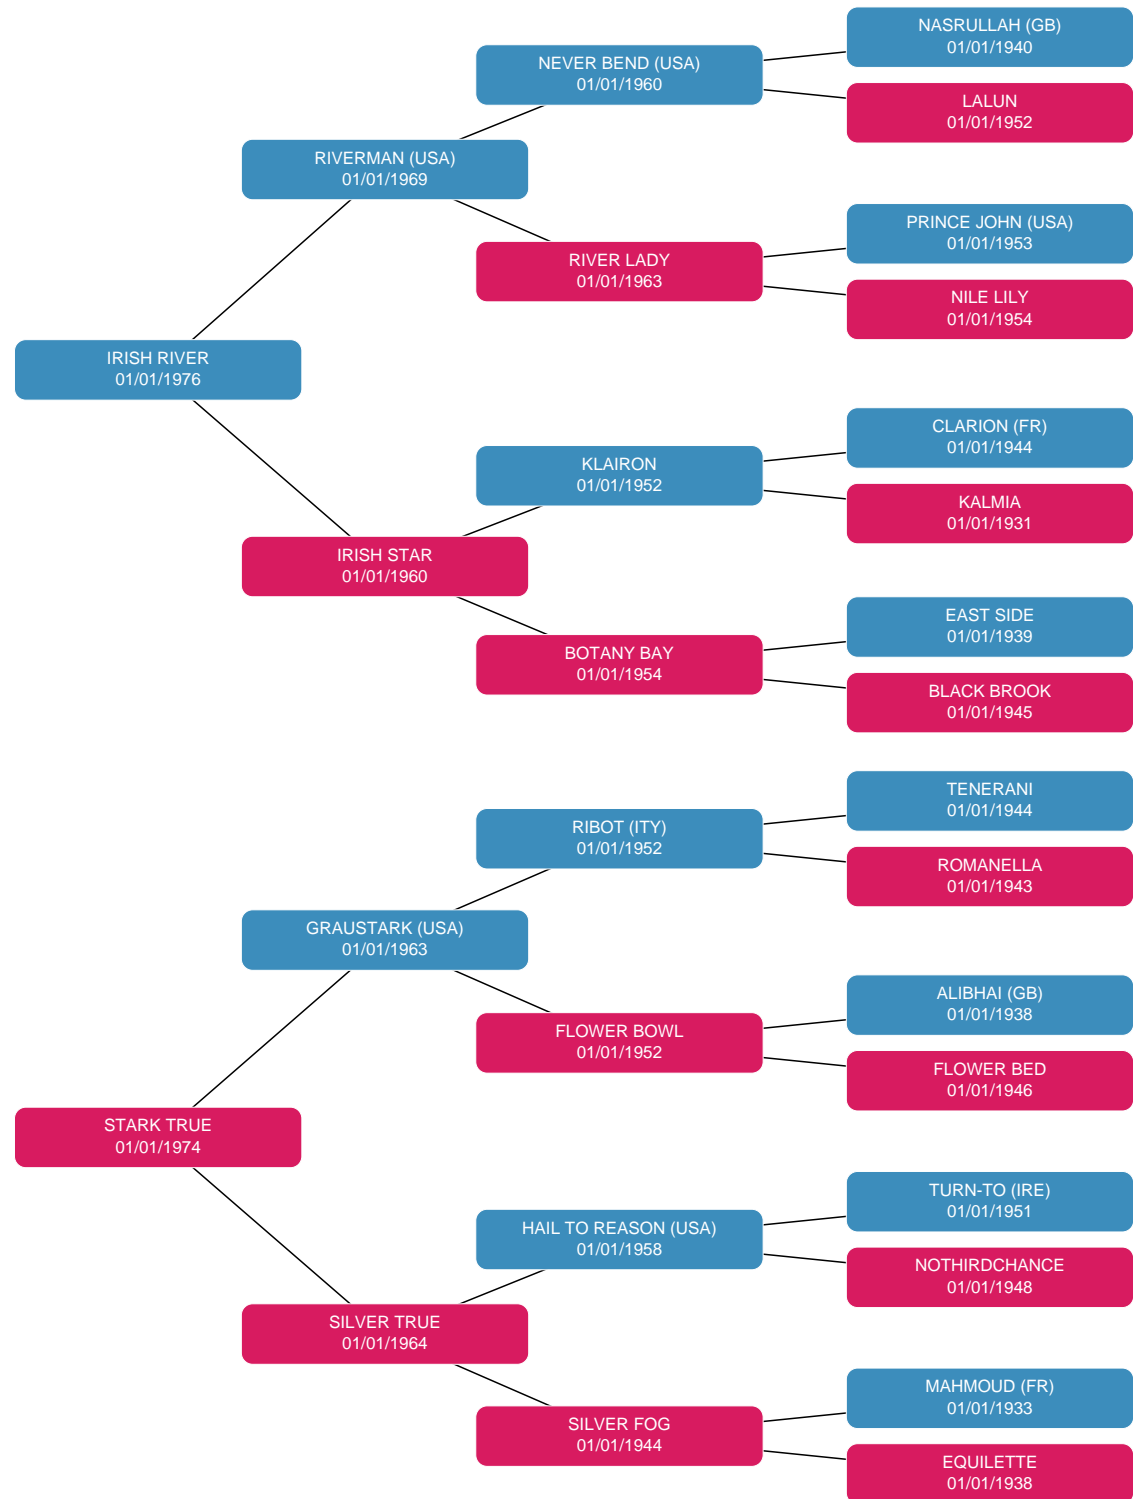 NASRULLAH (GB)
01/01/1940
NEVER BEND (USA)
01/01/1960
LALUN
01/01/1952
RIVERMAN (USA)
01/01/1969
PRINCE JOHN (USA)
01/01/1953
RIVER LADY
01/01/1963
NILE LILY
01/01/1954
IRISH RIVER
01/01/1976
CLARION (FR)
01/01/1944
KLAIRON
01/01/1952
KALMIA
01/01/1931
IRISH STAR
01/01/1960
EAST SIDE
01/01/1939
BOTANY BAY
01/01/1954
BLACK BROOK
01/01/1945
TENERANI
01/01/1944
RIBOT (ITY)
01/01/1952
ROMANELLA
01/01/1943
GRAUSTARK (USA)
01/01/1963
ALIBHAI (GB)
01/01/1938
FLOWER BOWL
01/01/1952
FLOWER BED
01/01/1946
STARK TRUE
01/01/1974
TURN-TO (IRE)
01/01/1951
HAIL TO REASON (USA)
01/01/1958
NOTHIRDCHANCE
01/01/1948
SILVER TRUE
01/01/1964
MAHMOUD (FR)
01/01/1933
SILVER FOG
01/01/1944
EQUILETTE
01/01/1938